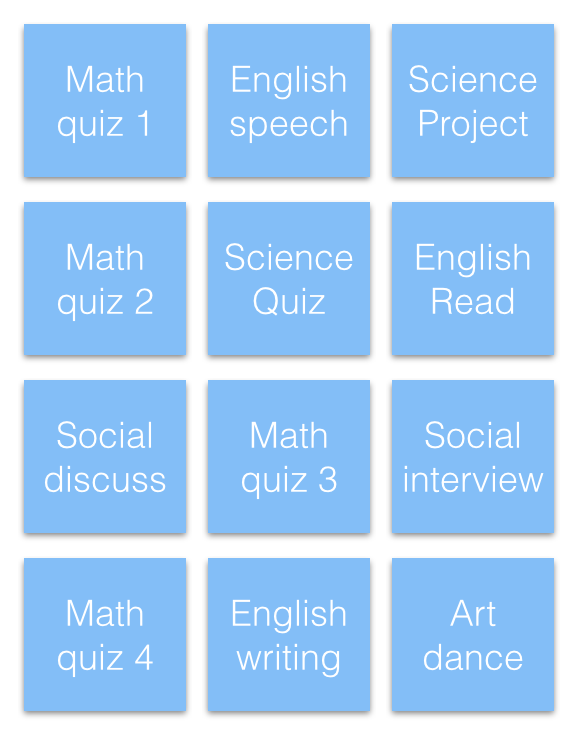 Math
quiz 1
English
speech
Science
Project
Math
quiz 2
Science
Quiz
English
Read
Social
discuss
Math
quiz 3
Social
interview
Math
quiz 4
English
writing
Art
dance